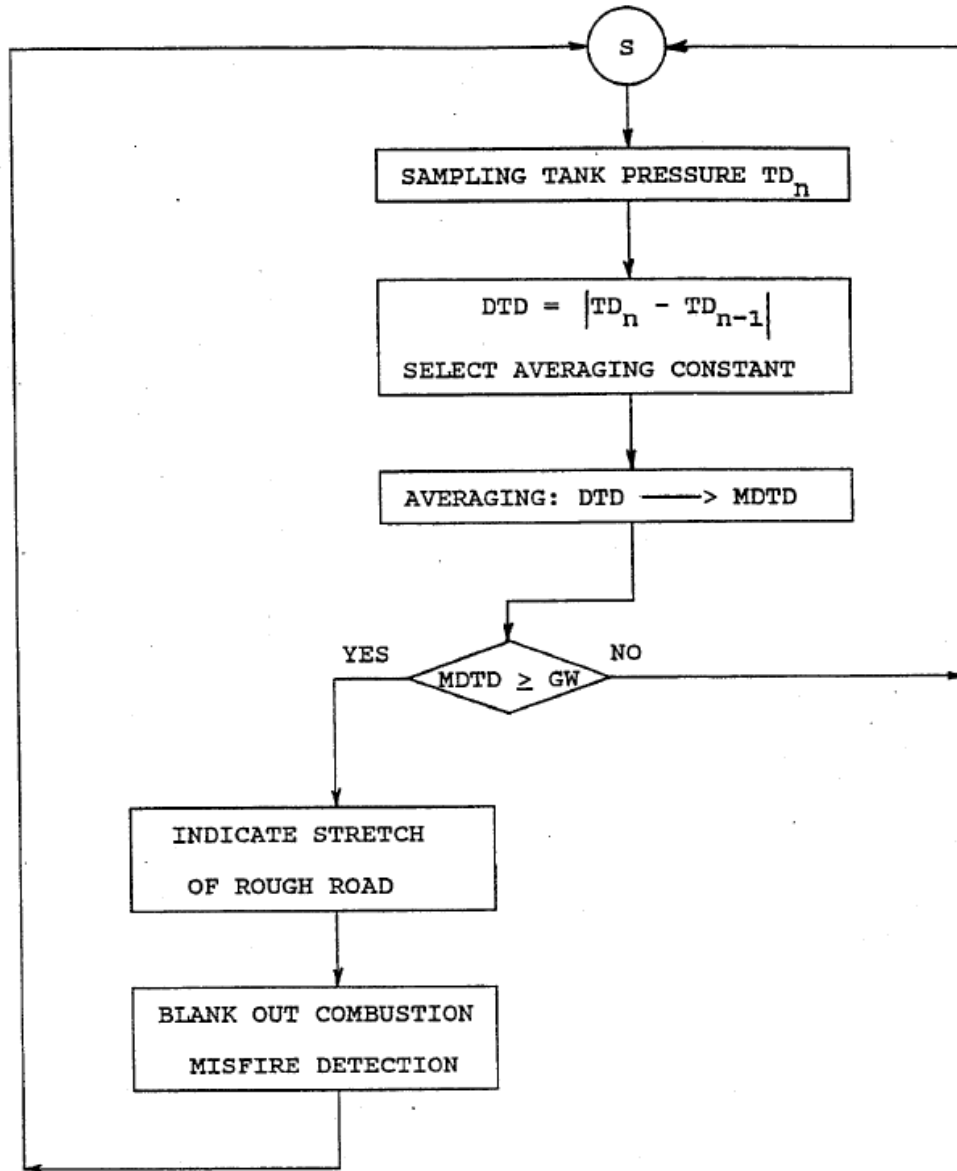 S
SAMPLING TANK PRESSURE TDn
DTD = |TDn - TDn-1|
SELECT AVERAGING CONSTANT
AVERAGING: DTD ——> MDTD
YES
NO
MDTD ≥ GW
INDICATE STRETCH
OF ROUGH ROAD
BLANK OUT COMBUSTION
MISFIRE DETECTION